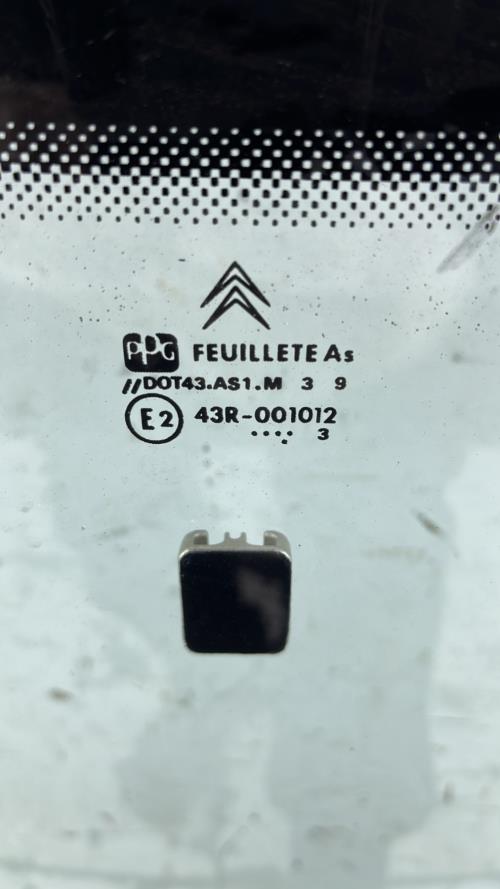 PPG FEUILLETE As
//DOT43.AS1.M 3 9
E2 43R-001012
....: 3